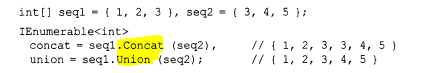 int[] seq1 = { 1, 2, 3 }, seq2 = { 3, 4, 5 };
IEnumerable<int>
concat = seq1.Concat (seq2), // { 1, 2, 3, 3, 4, 5 }
union = seq1.Union (seq2); // { 1, 2, 3, 4, 5 }